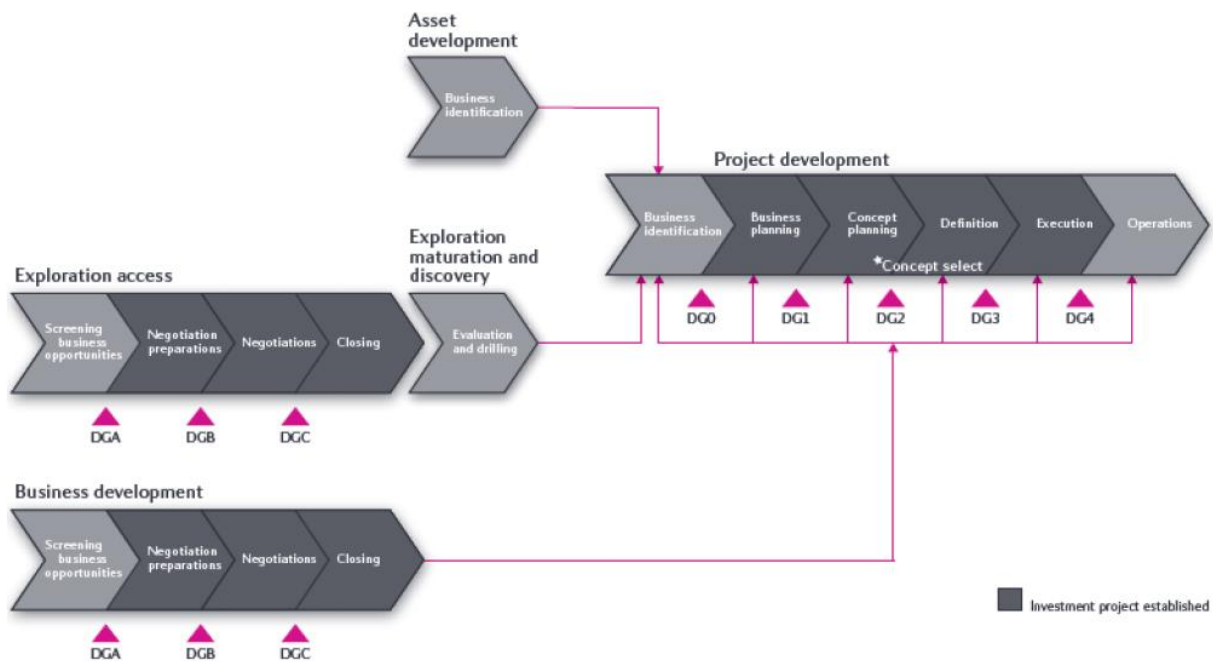 Asset
development
Business
identification
Project development
Business
identification
Business
planning
Concept
planning
Definition
Execution
Operations
*Concept select
DG0
DG1
DG2
DG3
DG4
Exploration
maturation and
discovery
Evaluation
and drilling
Exploration access
Screening
business
opportunities
Negotiation
preparations
Negotiations
Closing
DGA
DGB
DGC
Business development
Screening
business
opportunities
Negotiation
preparations
Negotiations
Closing
DGA
DGB
DGC
Investment project established